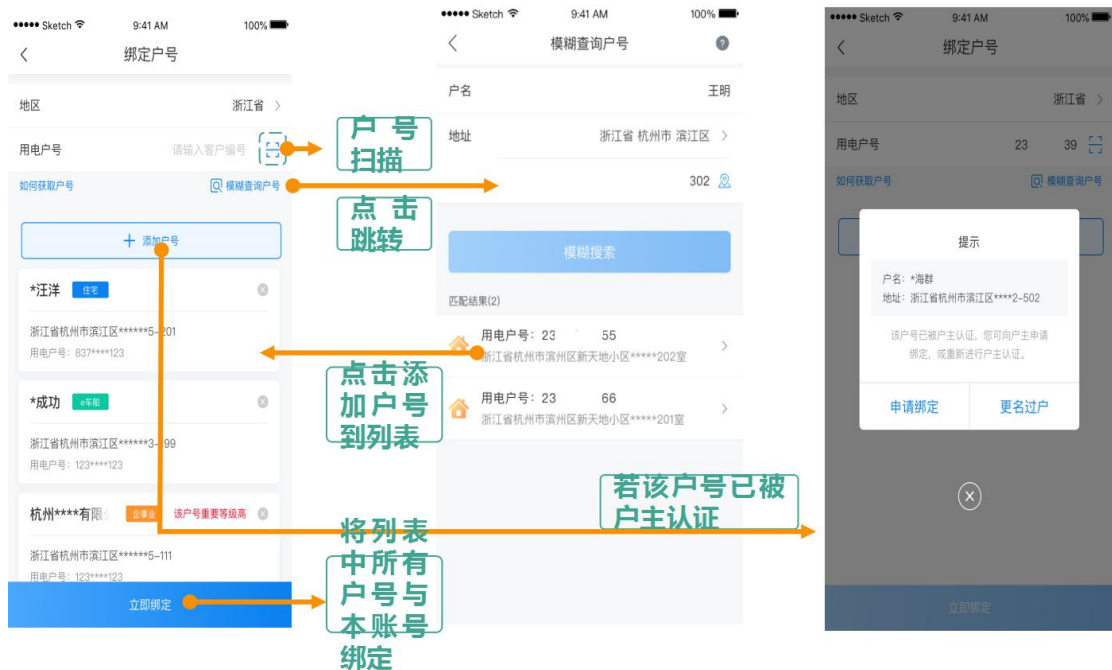 ●●●●● Sketch 9:41 AM 100%
绑定户号
地区 浙江省
用电户号 请输入客户编号
如何获取户号 模糊查询户号
+ 添加户号
*汪洋 住宅
浙江省杭州市滨江区******5-201
用电户号：837****123
*成功 e车船
浙江省杭州市滨江区******3-199
用电户号：123****123
杭州****有限 企事业 该户号重要等级高
浙江省杭州市滨江区******5-111
用电户号：123****123
立即绑定
户号
扫描
点击
跳转
点击添
加户号
到列表
将列表
中所有
户号与
本账号
绑定
●●●●● Sketch 9:41 AM 100%
模糊查询户号 ?
户名 王明
地址 浙江省 杭州市 滨江区
302
模糊搜索
匹配结果(2)
用电户号：23 55
浙江省杭州市滨州区新天地小区*****202室
用电户号：23 66
浙江省杭州市滨州区新天地小区*****201室
若该户号已被
户主认证
●●●●● Sketch 9:41 AM 100%
绑定户号
地区 浙江省
用电户号 23 39
如何获取户号 模糊查询户号
提示
户名：*海群
地址：浙江省杭州市滨江区****2-502
该户号已被户主认证，您可向户主申请
绑定，或重新进行户主认证。
申请绑定 更名过户
立即绑定